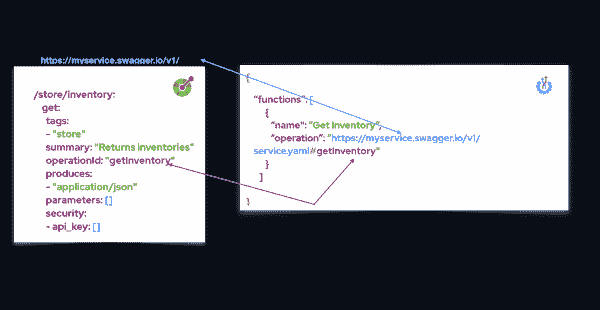 https://myservice.swagger.io/v1/
/store/inventory:
get:
tags:
- "store"
summary: "Returns inventories"
operationId: "getInventory"
produces:
- "application/json"
parameters: []
security:
- api_key: []
{
"functions": [
{
"name": "Get Inventory",
"operation": "https://myservice.swagger.io/v1/
service.yaml#getInventory"
}
]
}